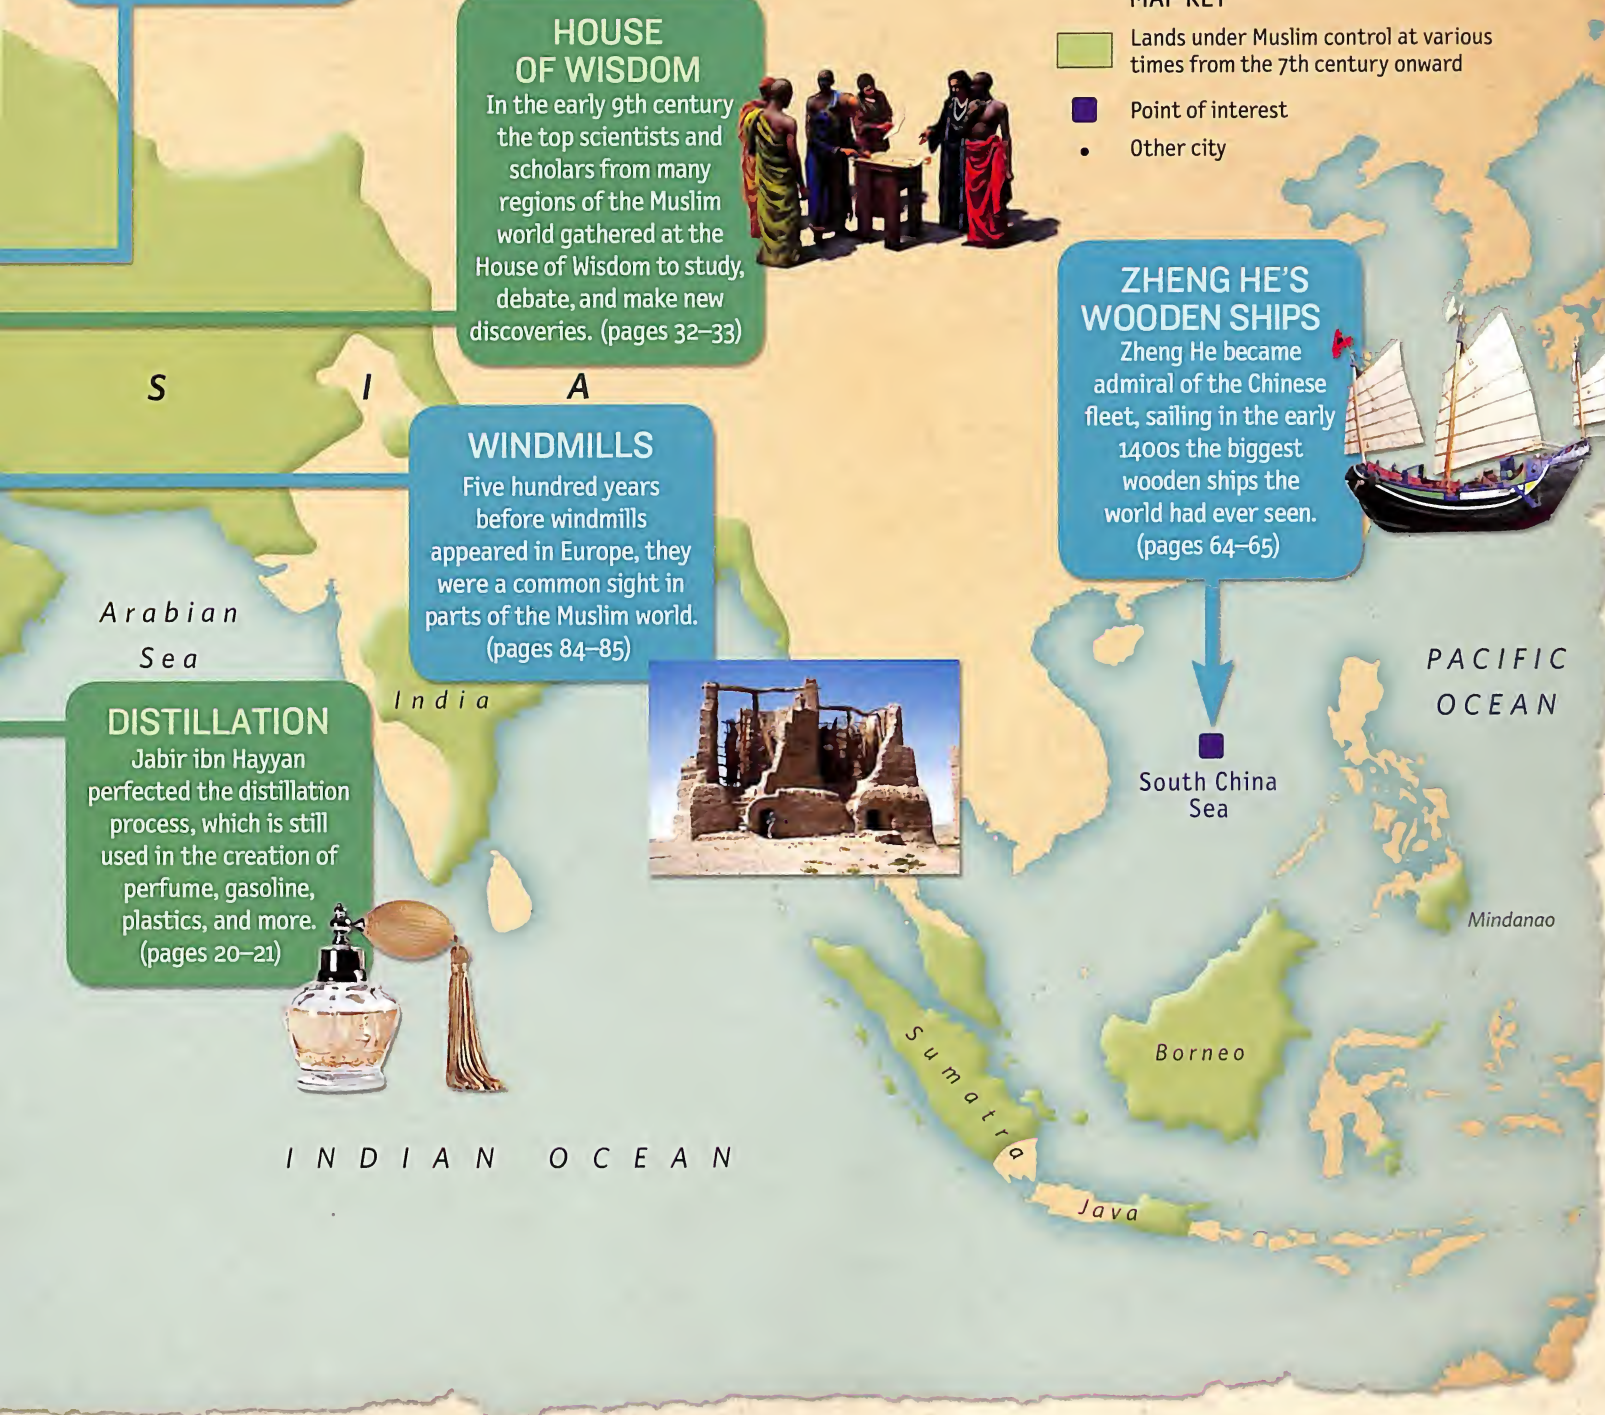 HOUSE
OF WISDOM
In the early 9th century
the top scientists and
scholars from many
regions of the Muslim
world gathered at the
House of Wisdom to study,
debate, and make new
discoveries. (pages 32–33)
MAP KEY
Lands under Muslim control at various
times from the 7th century onward
Point of interest
Other city
ZHENG HE'S
WOODEN SHIPS
Zheng He became
admiral of the Chinese
fleet, sailing in the early
1400s the biggest
wooden ships the
world had ever seen.
(pages 64–65)
S I A
WINDMILLS
Five hundred years
before windmills
appeared in Europe, they
were a common sight in
parts of the Muslim world.
(pages 84–85)
Arabian
Sea
PACIFIC
OCEAN
India
DISTILLATION
Jabir ibn Hayyan
perfected the distillation
process, which is still
used in the creation of
perfume, gasoline,
plastics, and more.
(pages 20–21)
South China
Sea
Mindanao
Sumatra
Borneo
INDIAN OCEAN
Java